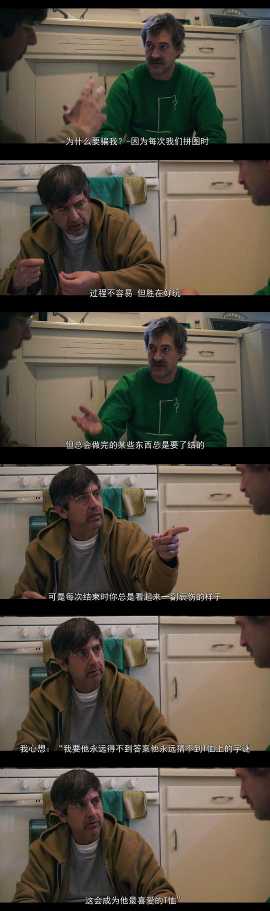 为什么要骗我？-因为每次我们拼图时
过程不容易 但胜在好玩
但总会做完的某些东西总是要了结的
可是每次结束时你总是看起来一副哀伤的样子
我心想：“我要他永远得不到答案他永远猜不到T恤上的字谜
这会成为他最喜爱的T恤”